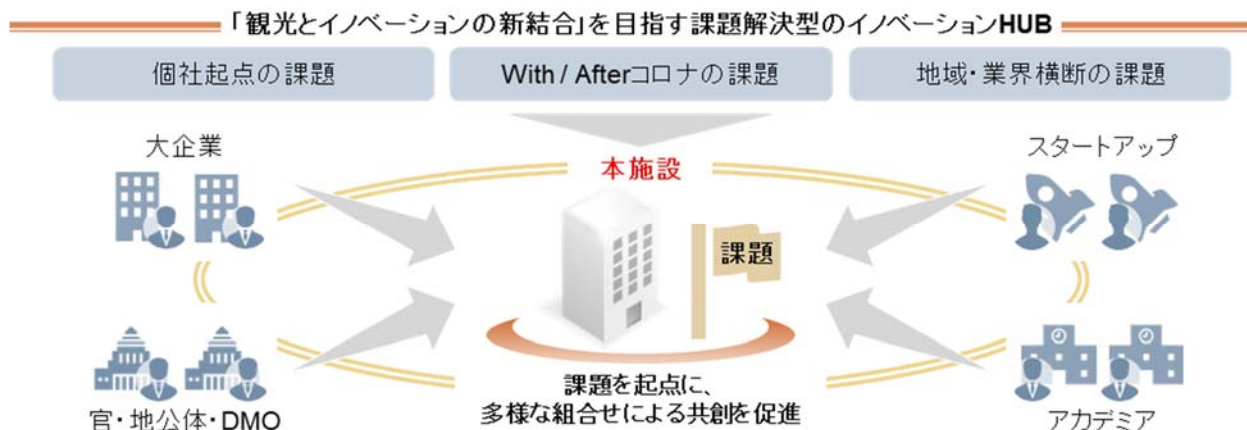 「観光とイノベーションの新結合」を目指す課題解決型のイノベーションHUB
個社起点の課題
With / Afterコロナの課題
地域・業界横断の課題
大企業
本施設
スタートアップ
課題
官・地公体・DMO
課題を起点に、
多様な組合せによる共創を促進
アカデミア